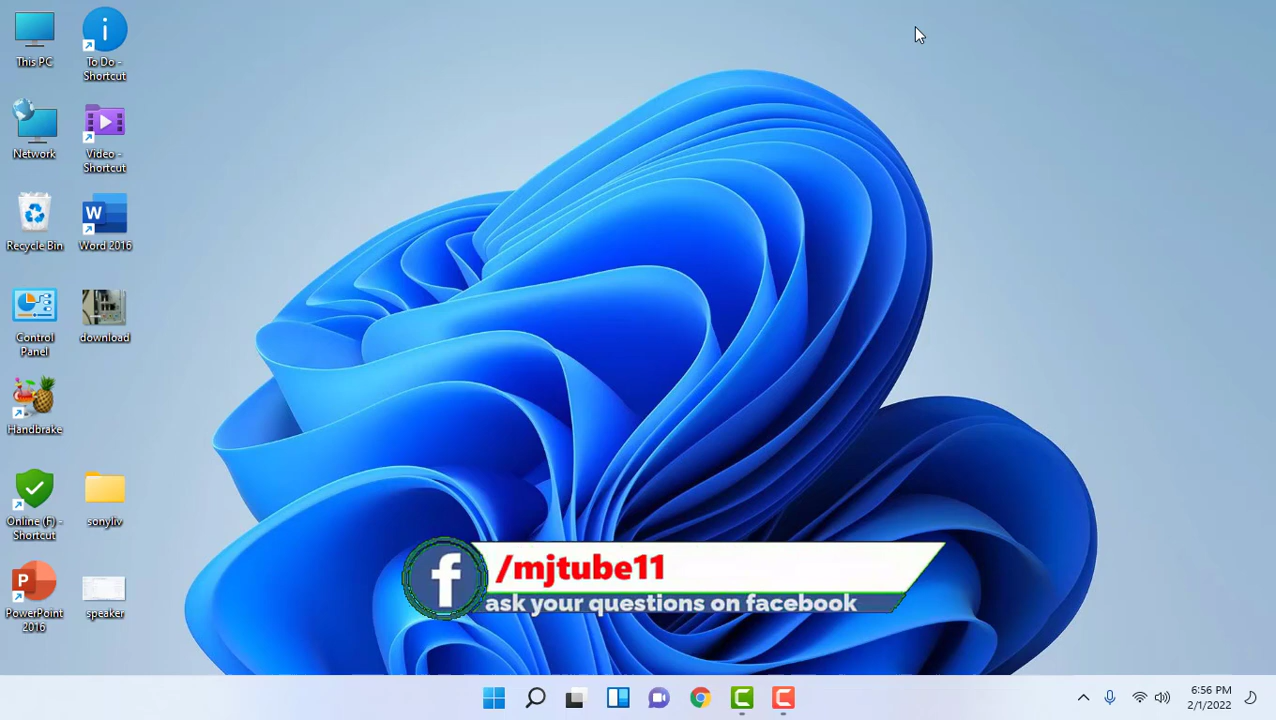 This PC
To Do -
Shortcut
Network
Video -
Shortcut
Recycle Bin
Word 2016
Control
Panel
download
Handbrake
Online (F) -
Shortcut
sonyliv
PowerPoint
2016
speaker
f
/mjtube11
ask your questions on facebook
6:56 PM
2/1/2022